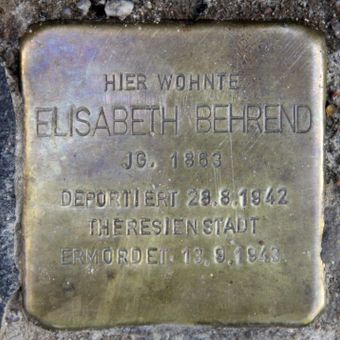 HIER WOHNTE
ELISABETH BEHREND
JG. 1863
DEPORTIERT 28.8.1942
THERESIENSTADT
ERMORDET 13.9.1943